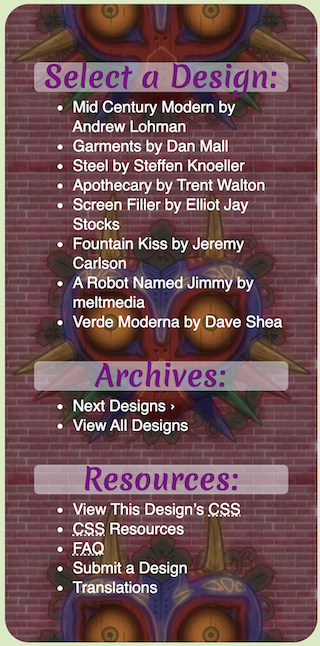 Select a Design:
Mid Century Modern by
Andrew Lohman
Garments by Dan Mall
Steel by Steffen Knoeller
Apothecary by Trent Walton
Screen Filler by Elliot Jay
Stocks
Fountain Kiss by Jeremy
Carlson
A Robot Named Jimmy by
meltmedia
Verde Moderna by Dave Shea
Archives:
Next Designs ›
View All Designs
Resources:
View This Design’s CSS
CSS Resources
FAQ
Submit a Design
Translations